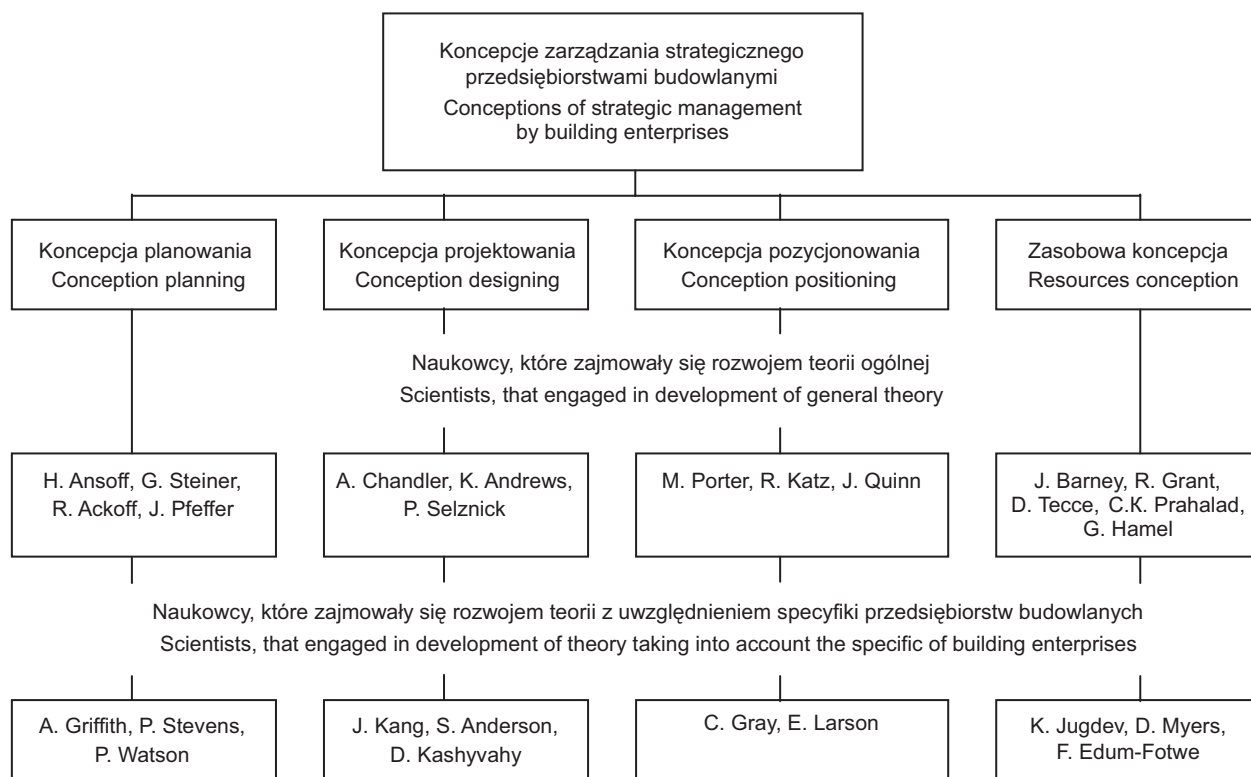 Koncepcje zarządzania strategicznego
przedsiębiorstwami budowlanymi
Conceptions of strategic management
by building enterprises
Koncepcja planowania
Conception planning
Koncepcja projektowania
Conception designing
Koncepcja pozycjonowania
Conception positioning
Zasobowa koncepcja
Resources conception
Naukowcy, które zajmowały się rozwojem teorii ogólnej
Scientists, that engaged in development of general theory
H. Ansoff, G. Steiner,
R. Ackoff, J. Pfeffer
A. Chandler, K. Andrews,
P. Selznick
M. Porter, R. Katz, J. Quinn
J. Barney, R. Grant,
D. Tecce, C.K. Prahalad,
G. Hamel
Naukowcy, które zajmowały się rozwojem teorii z uwzględnieniem specyfiki przedsiębiorstw budowlanych
Scientists, that engaged in development of theory taking into account the specific of building enterprises
A. Griffith, P. Stevens,
P. Watson
J. Kang, S. Anderson,
D. Kashyvahy
C. Gray, E. Larson
K. Jugdev, D. Myers,
F. Edum-Fotwe